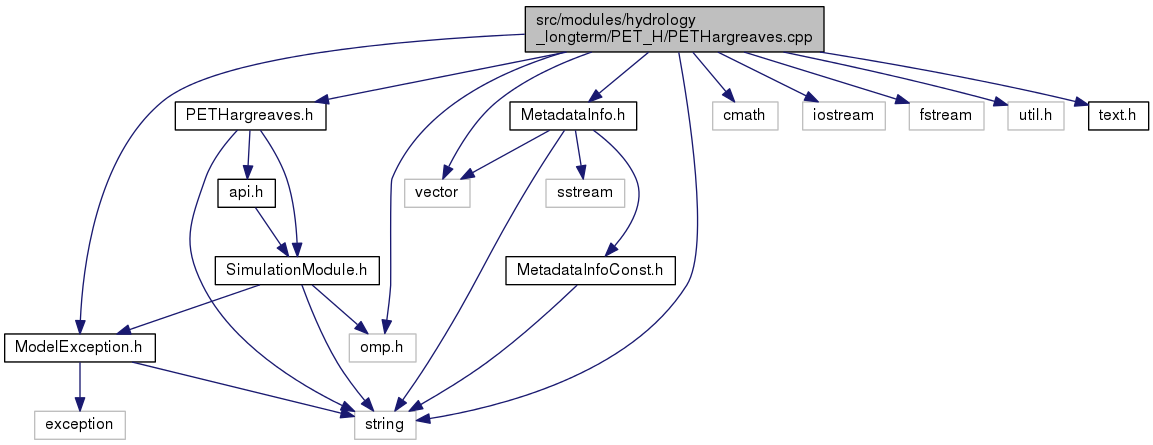 src/modules/hydrology
_longterm/PET_H/PETHargreaves.cpp
PETHargreaves.h
MetadataInfo.h
cmath
iostream
fstream
util.h
text.h
api.h
vector
sstream
SimulationModule.h
MetadataInfoConst.h
ModelException.h
omp.h
exception
string